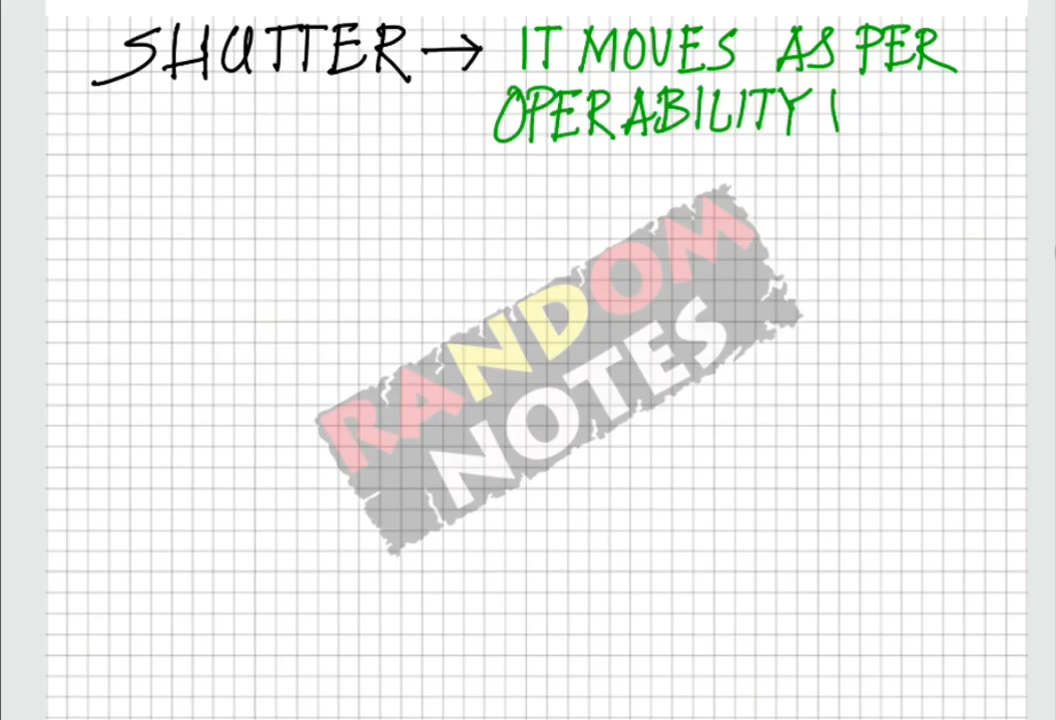 SHUTTER → IT MOVES AS PER
OPERABILITY
RANDOM
NOTES